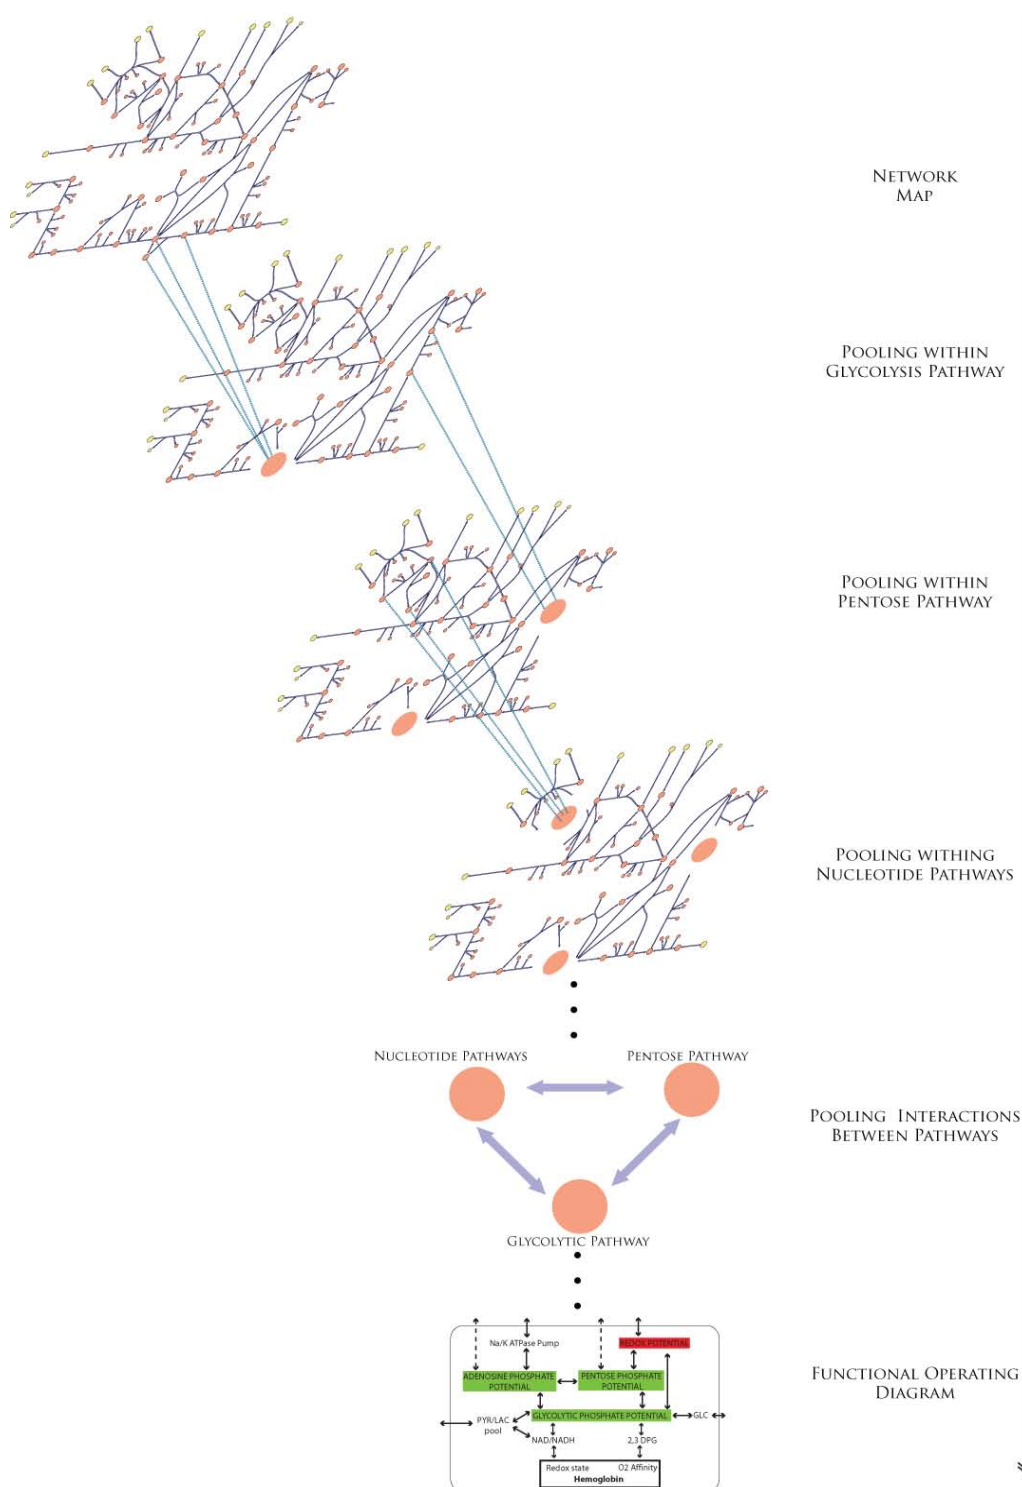 NETWORK
MAP
POOLING WITHIN
GLYCOLYSIS PATHWAY
POOLING WITHIN
PENTOSE PATHWAY
POOLING WITHING
NUCLEOTIDE PATHWAYS
NUCLEOTIDE PATHWAYS
PENTOSE PATHWAY
POOLING INTERACTIONS
BETWEEN PATHWAYS
GLYCOLYTIC PATHWAY
Na/K ATPase Pump
REDOX POTENTIAL
ADENOSINE PHOSPHATE
POTENTIAL
PENTOSE PHOSPHATE
POTENTIAL
FUNCTIONAL OPERATING
DIAGRAM
GLYCOLYTIC PHOSPHATE POTENTIAL
GLC
PYR/LAC
pool
NAD/NADH
2,3 DPG
Redox state
O2 Affinity
Hemoglobin